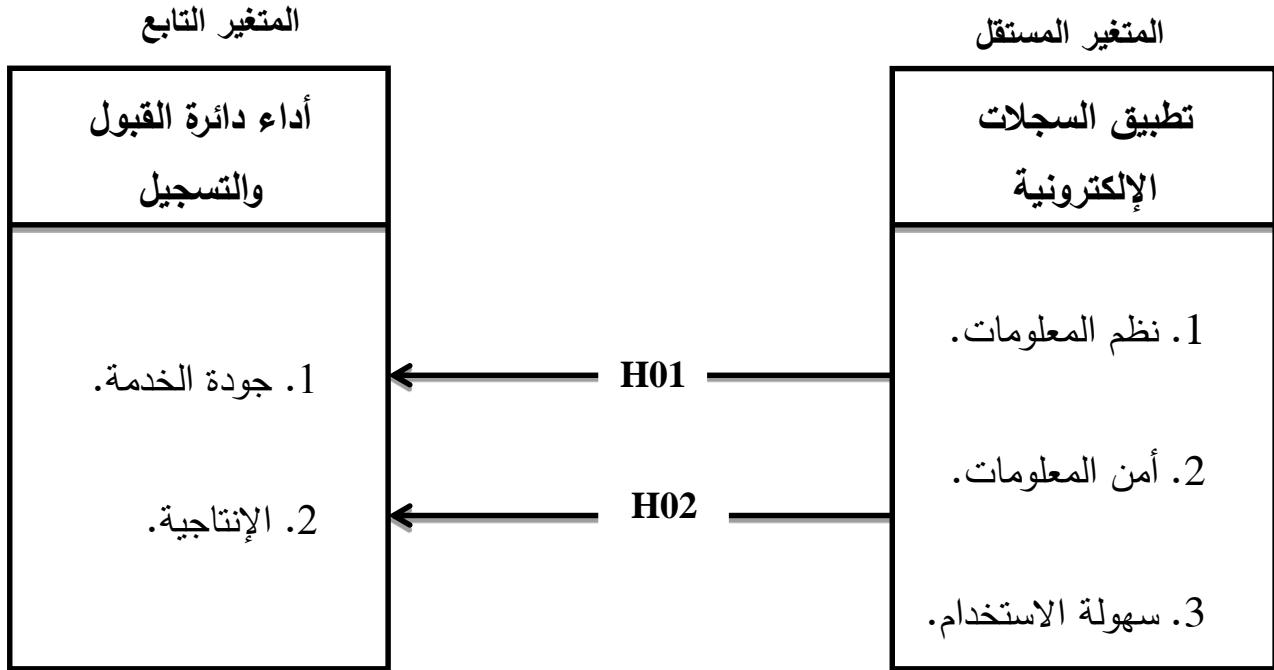 المتغير المستقل
تطبيق السجلات
الإلكترونية
1. نظم المعلومات.
2. أمن المعلومات.
3. سهولة الاستخدام.
H01
H02
المتغير التابع
أداء دائرة القبول
والتسجيل
1. جودة الخدمة.
2. الإنتاجية.